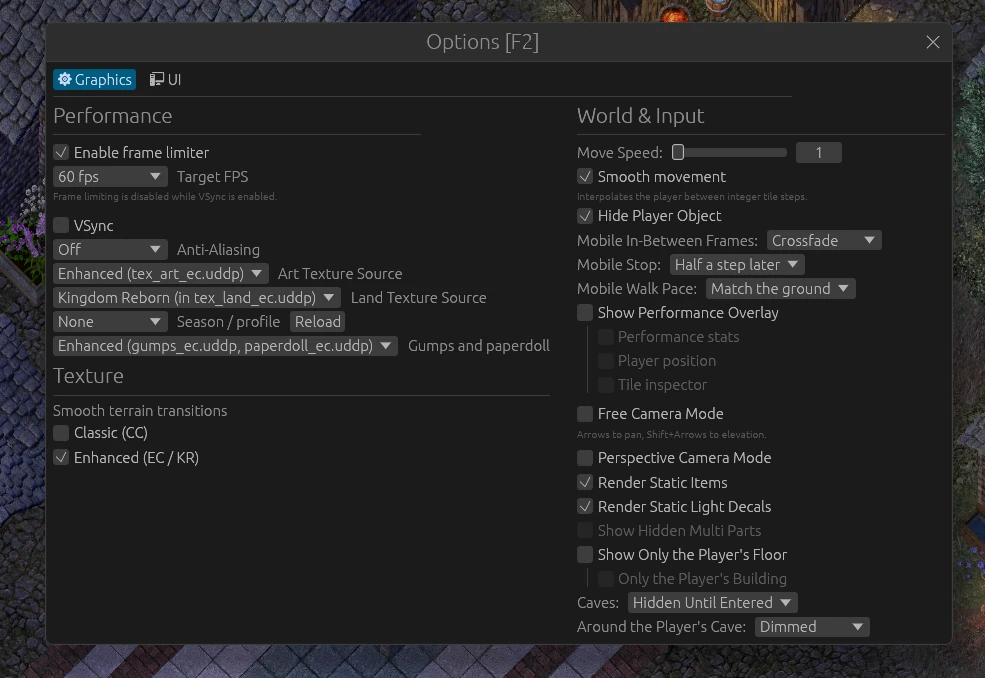 Options [F2]
Graphics
UI
Performance
Enable frame limiter
60 fps Target FPS
Frame limiting is disabled while VSync is enabled.
VSync
Off Anti-Aliasing
Enhanced (tex_art_ec.uddp) Art Texture Source
Kingdom Reborn (in tex_land_ec.uddp) Land Texture Source
None Season / profile Reload
Enhanced (gumps_ec.uddp, paperdoll_ec.uddp) Gumps and paperdoll
Texture
Smooth terrain transitions
Classic (CC)
Enhanced (EC / KR)
World & Input
Move Speed: 1
Smooth movement
Interpolates the player between integer tile steps.
Hide Player Object
Mobile In-Between Frames: Crossfade
Mobile Stop: Half a step later
Mobile Walk Pace: Match the ground
Show Performance Overlay
Performance stats
Player position
Tile inspector
Free Camera Mode
Arrows to pan, Shift+Arrows to elevation.
Perspective Camera Mode
Render Static Items
Render Static Light Decals
Show Hidden Multi Parts
Show Only the Player's Floor
Only the Player's Building
Caves: Hidden Until Entered
Around the Player's Cave: Dimmed